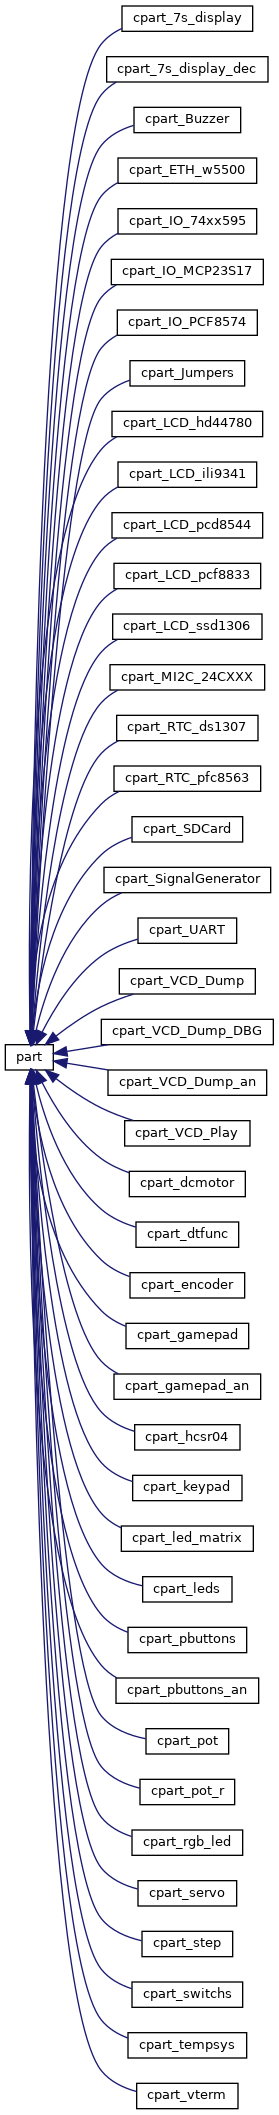 cpart_7s_display
cpart_7s_display_dec
cpart_Buzzer
cpart_ETH_w5500
cpart_IO_74xx595
cpart_IO_MCP23S17
cpart_IO_PCF8574
cpart_Jumpers
cpart_LCD_hd44780
cpart_LCD_ili9341
cpart_LCD_pcd8544
cpart_LCD_pcf8833
cpart_LCD_ssd1306
cpart_MI2C_24CXXX
cpart_RTC_ds1307
cpart_RTC_pfc8563
cpart_SDCard
cpart_SignalGenerator
cpart_UART
cpart_VCD_Dump
cpart_VCD_Dump_DBG
part
cpart_VCD_Dump_an
cpart_VCD_Play
cpart_dcmotor
cpart_dtfunc
cpart_encoder
cpart_gamepad
cpart_gamepad_an
cpart_hcsr04
cpart_keypad
cpart_led_matrix
cpart_leds
cpart_pbuttons
cpart_pbuttons_an
cpart_pot
cpart_pot_r
cpart_rgb_led
cpart_servo
cpart_step
cpart_switchs
cpart_tempsys
cpart_vterm